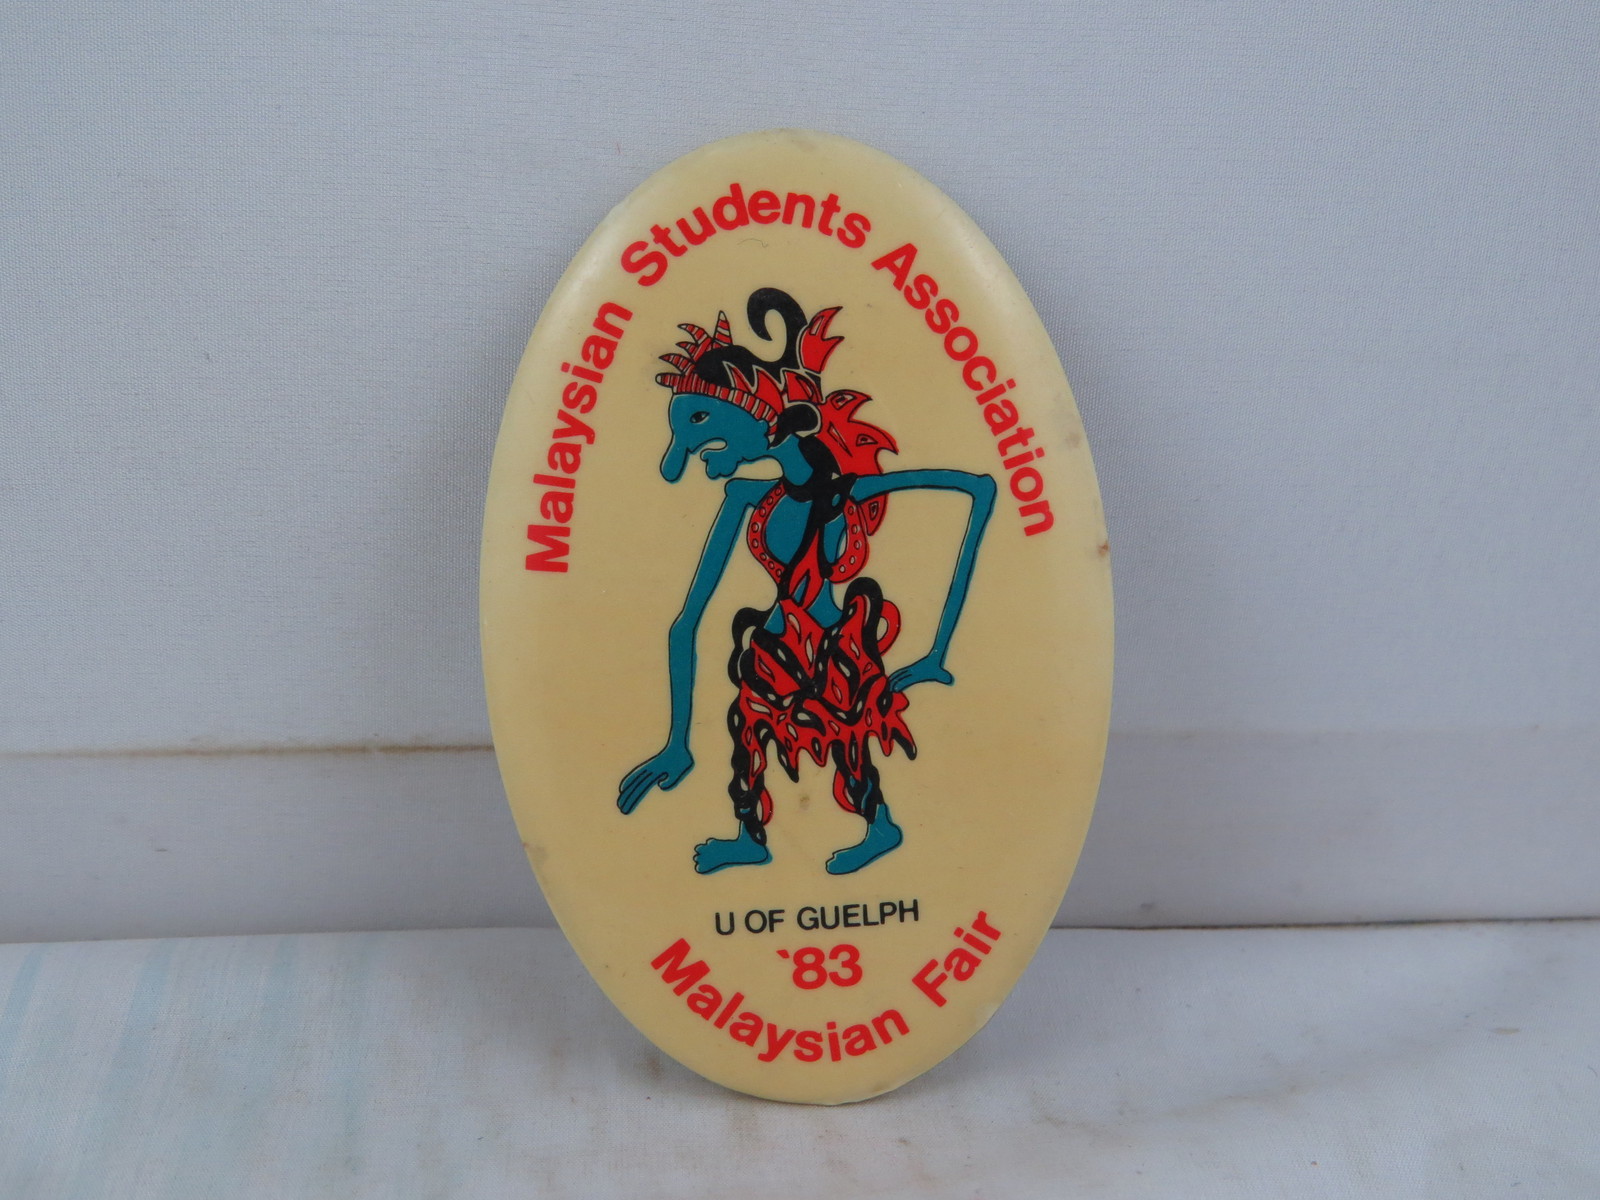 Malaysian Students Association
U OF GUELPH
`83
Malaysian Fair